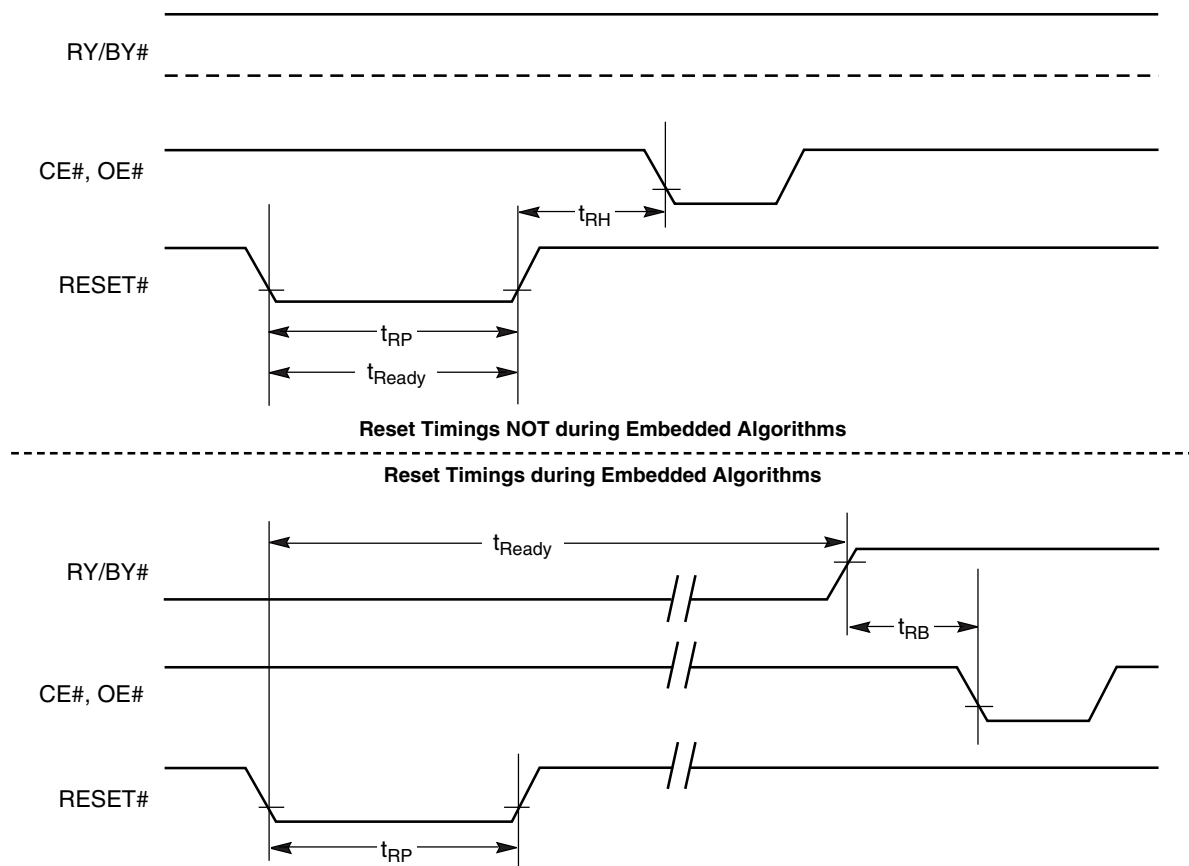 RY/BY#
CE#, OE#
tRH
RESET#
tRP
tReady
Reset Timings NOT during Embedded Algorithms
Reset Timings during Embedded Algorithms
tReady
RY/BY#
tRB
CE#, OE#
RESET#
tRP